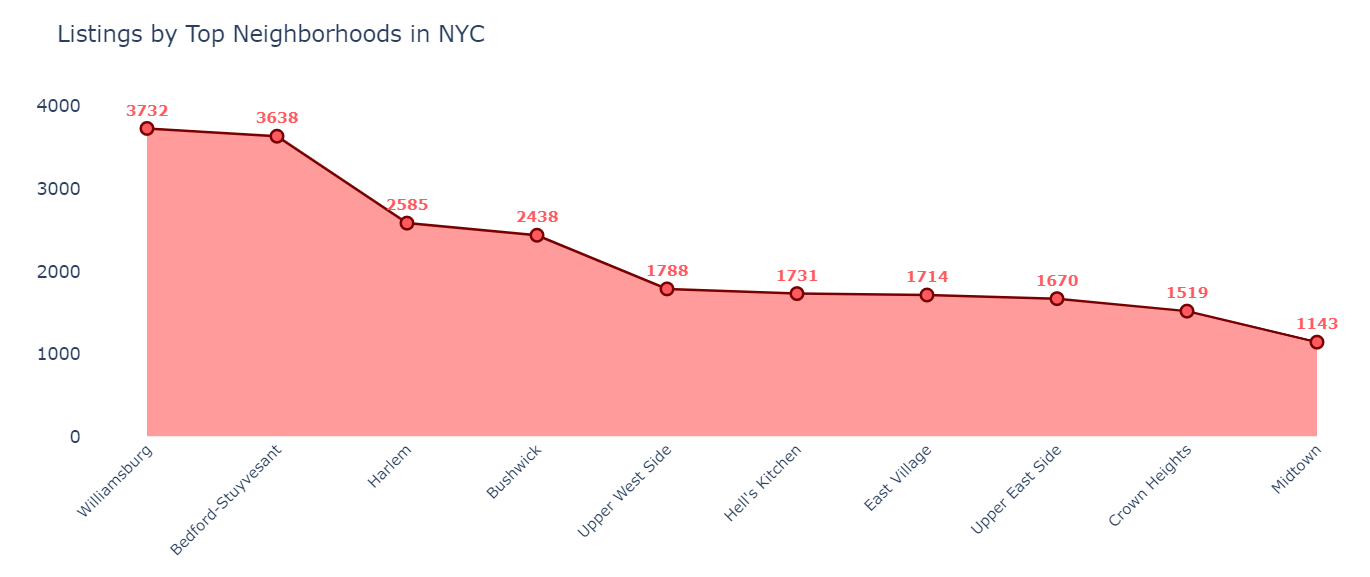 Listings by Top Neighborhoods in NYC
4000
3000
2000
1000
0
3732
3638
2585
2438
1788
1731
1714
1670
1519
1143
Williamsburg
Bedford-Stuyvesant
Harlem
Bushwick
Upper West Side
Hell's Kitchen
East Village
Upper East Side
Crown Heights
Midtown